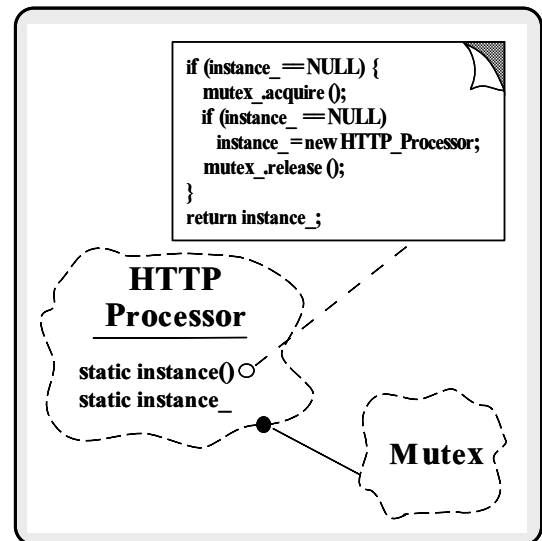 if (instance_ == NULL) {
mutex_.acquire ();
if (instance_ == NULL)
instance_ = new HTTP_Processor;
mutex_.release ();
}
return instance_;
HTTP
Processor
static instance()
static instance_
Mutex